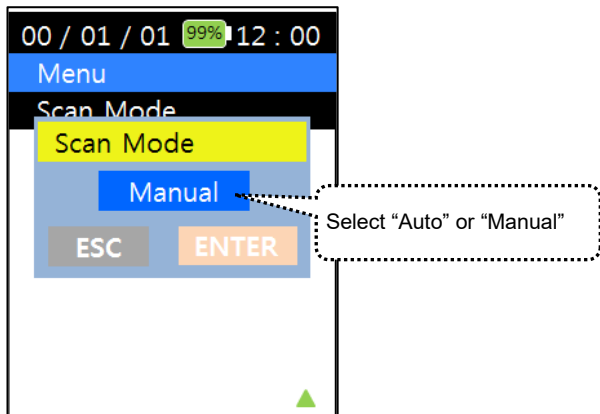 00 / 01 / 01 99% 12 : 00
Menu
Scan Mode
Scan Mode
Manual
Select “Auto” or “Manual”
ESC ENTER